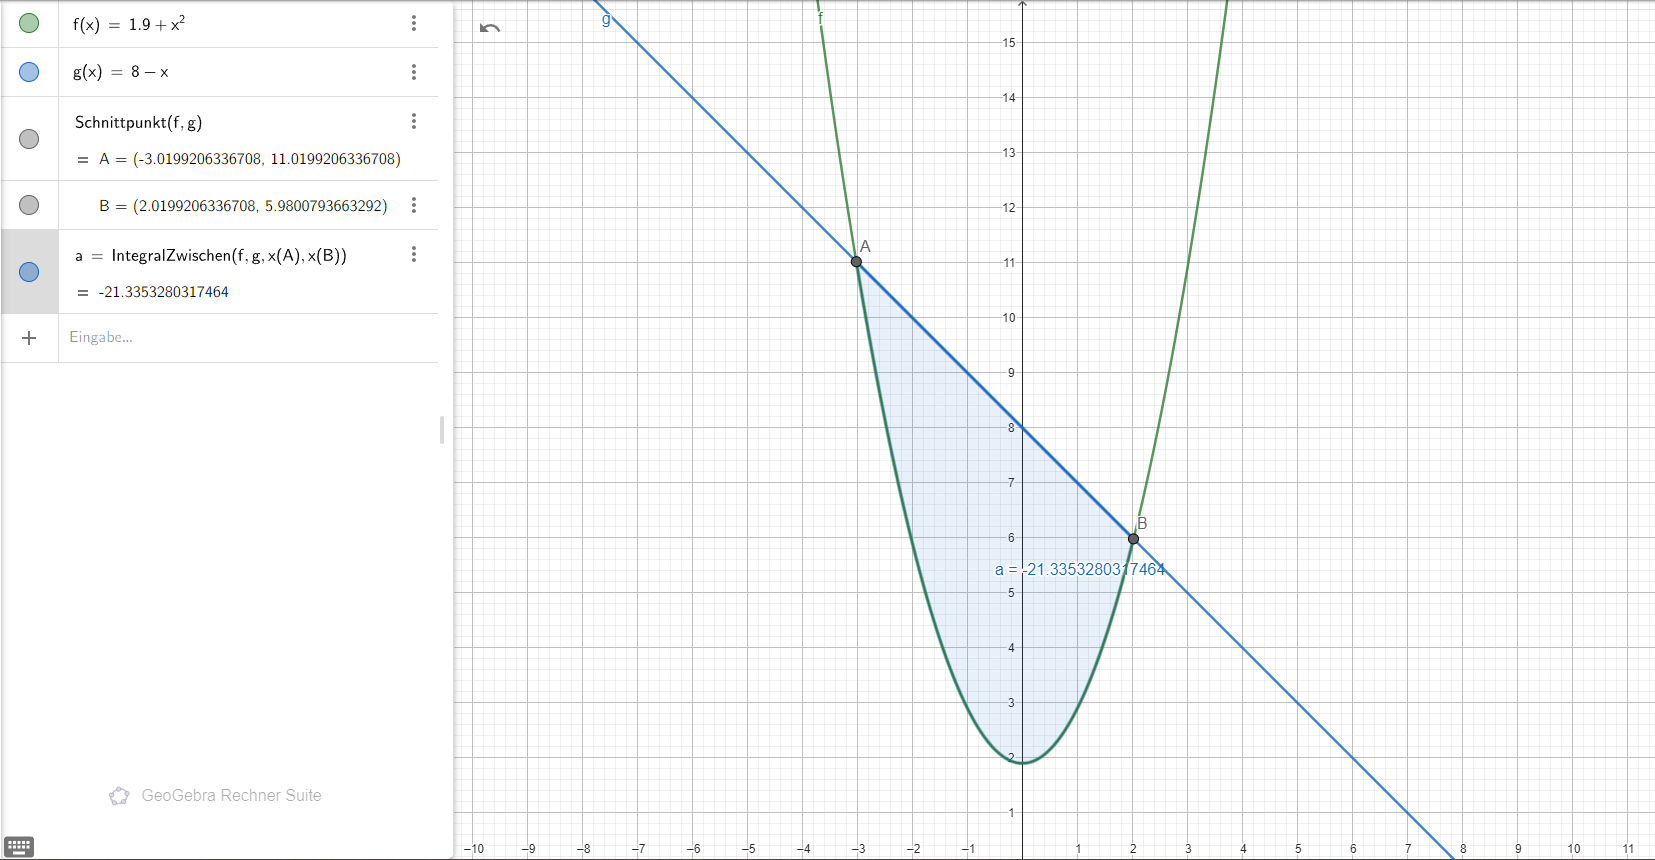 f(x) = 1.9 + x²
g(x) = 8 − x
Schnittpunkt(f, g)
= A = (-3.0199206336708, 11.0199206336708)
B = (2.0199206336708, 5.9800793663292)
a = IntegralZwischen(f, g, x(A), x(B))
= -21.3353280317464
+ Eingabe...
GeoGebra Rechner Suite
g
f
15
14
13
12
A
11
10
9
8
7
B
6
a = -21.3353280317464
5
4
3
2
1
−10 −9 −8 −7 −6 −5 −4 −3 −2 −1 1 2 3 4 5 6 7 8 9 10 11